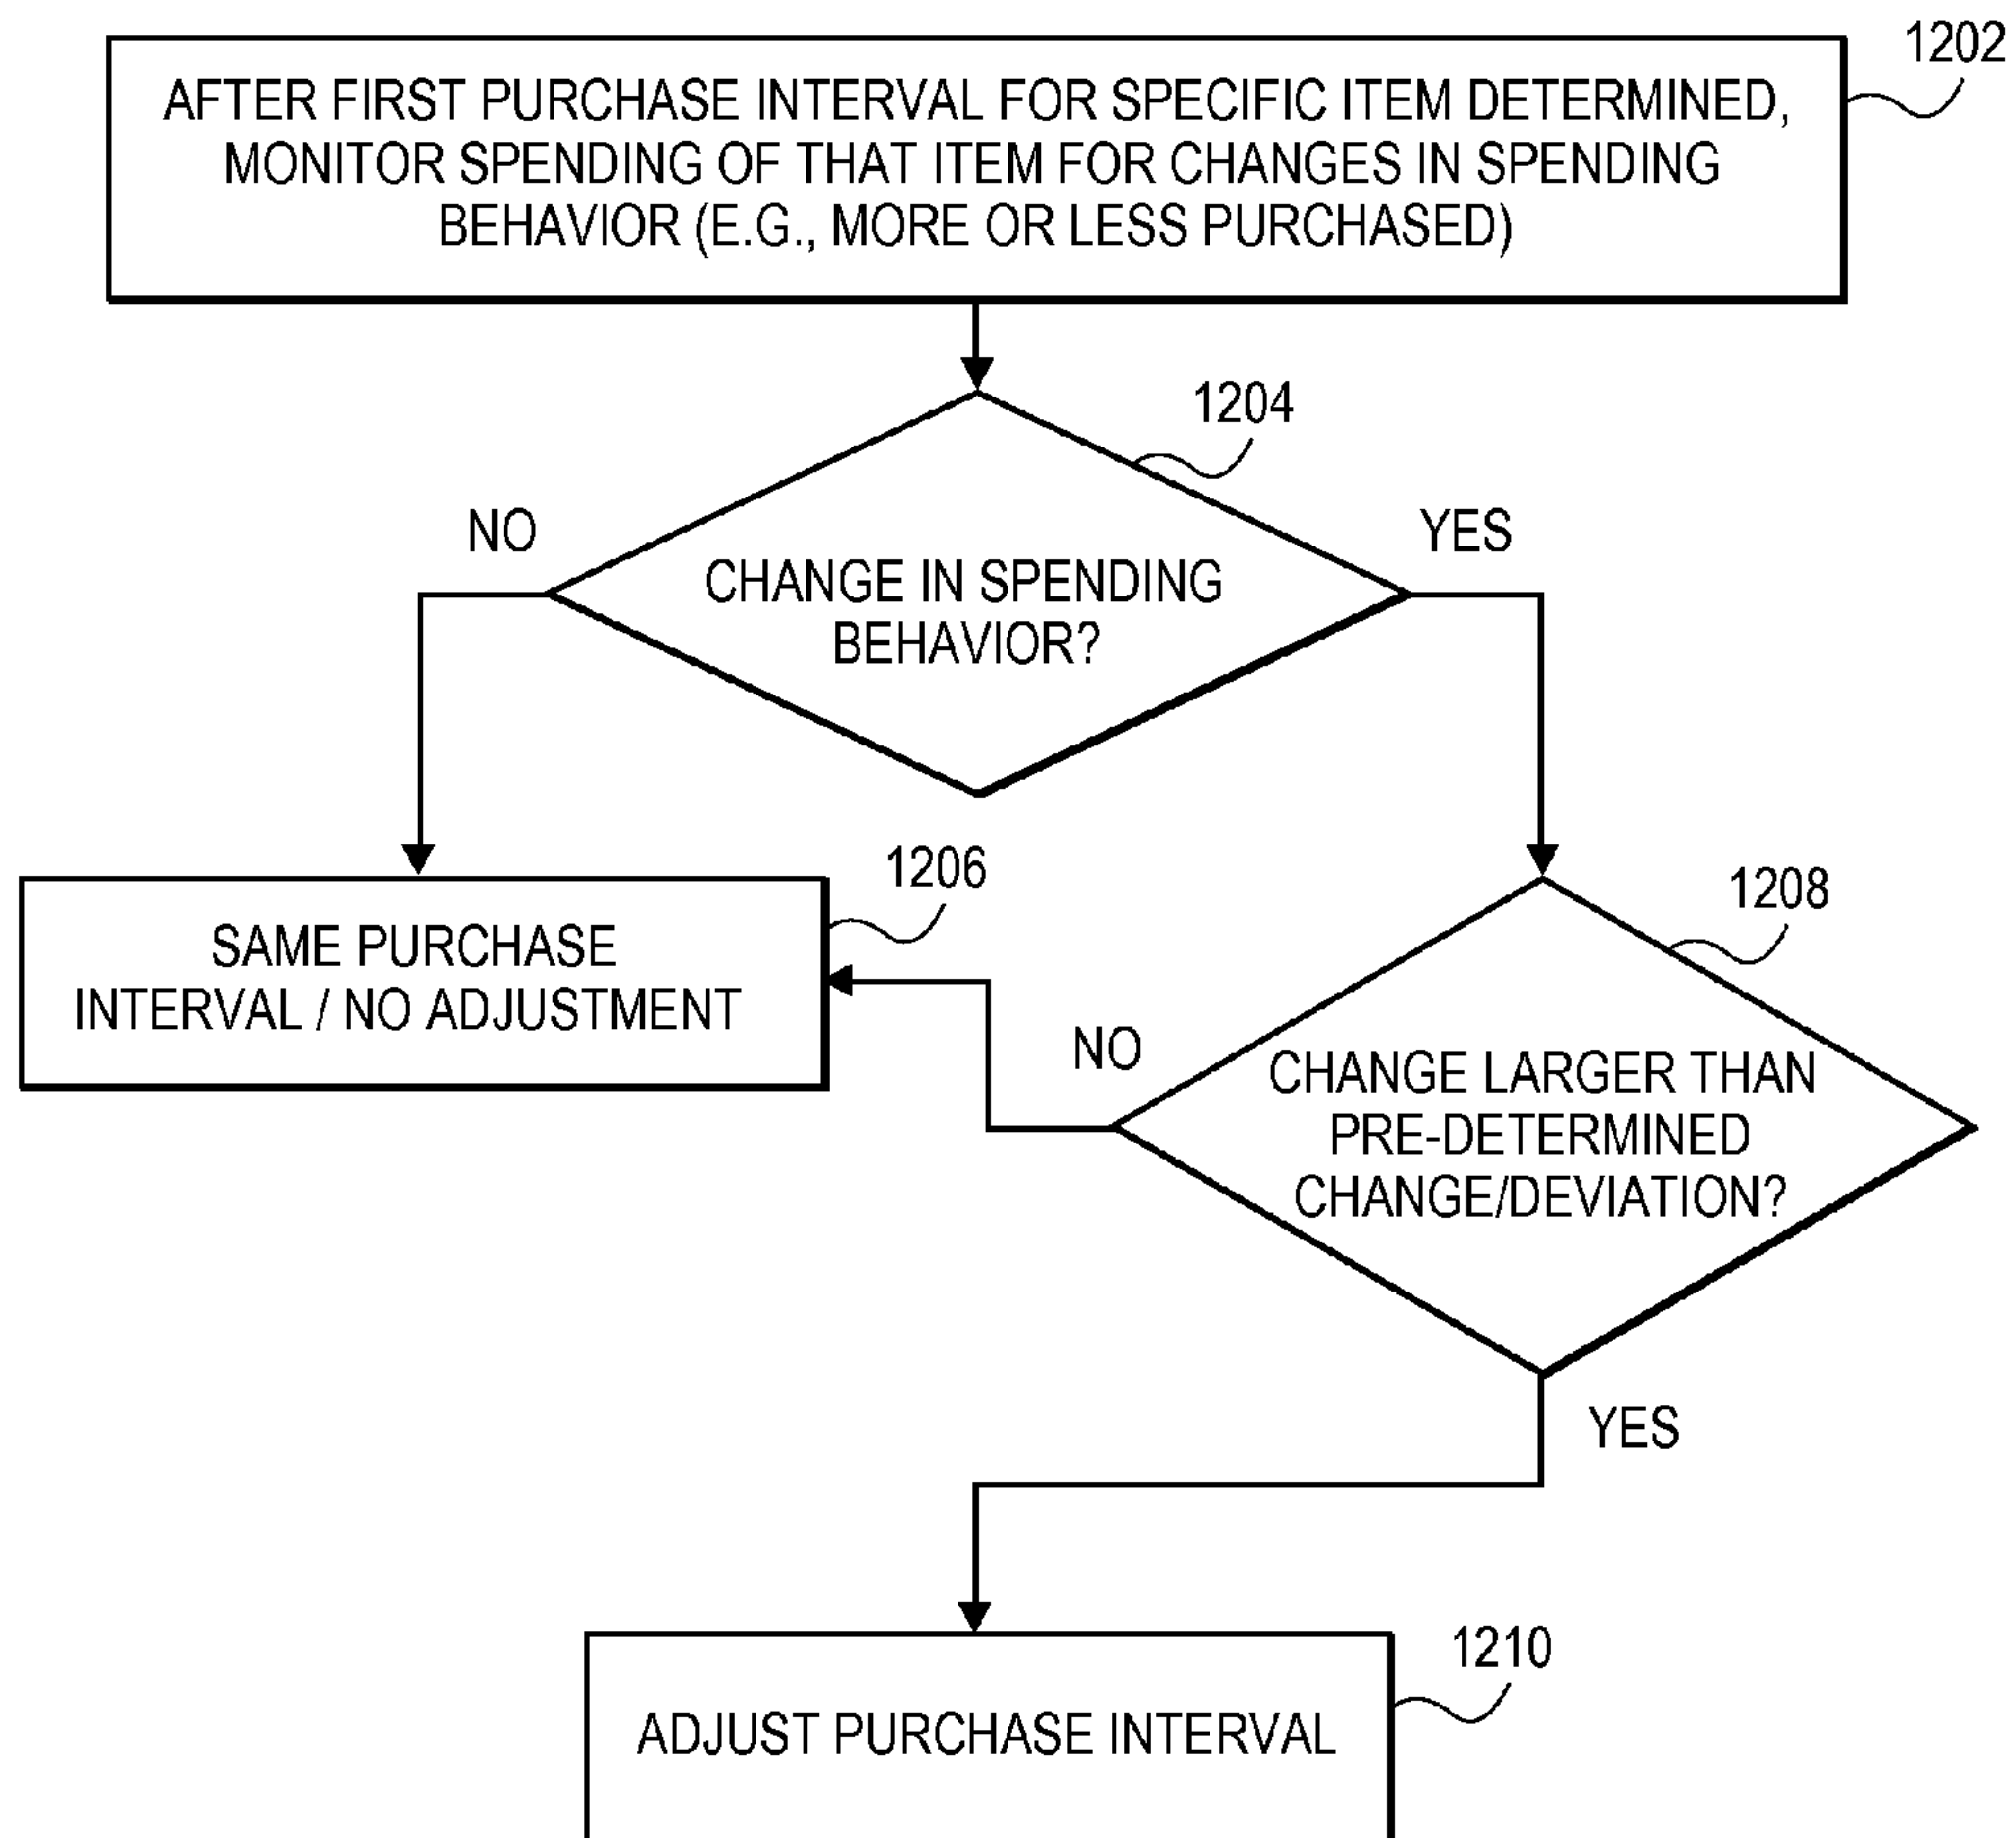 1202
AFTER FIRST PURCHASE INTERVAL FOR SPECIFIC ITEM DETERMINED,
MONITOR SPENDING OF THAT ITEM FOR CHANGES IN SPENDING
BEHAVIOR (E.G., MORE OR LESS PURCHASED)
1204
NO
YES
CHANGE IN SPENDING
BEHAVIOR?
1206
1208
SAME PURCHASE
INTERVAL / NO ADJUSTMENT
NO
CHANGE LARGER THAN
PRE-DETERMINED
CHANGE/DEVIATION?
YES
1210
ADJUST PURCHASE INTERVAL